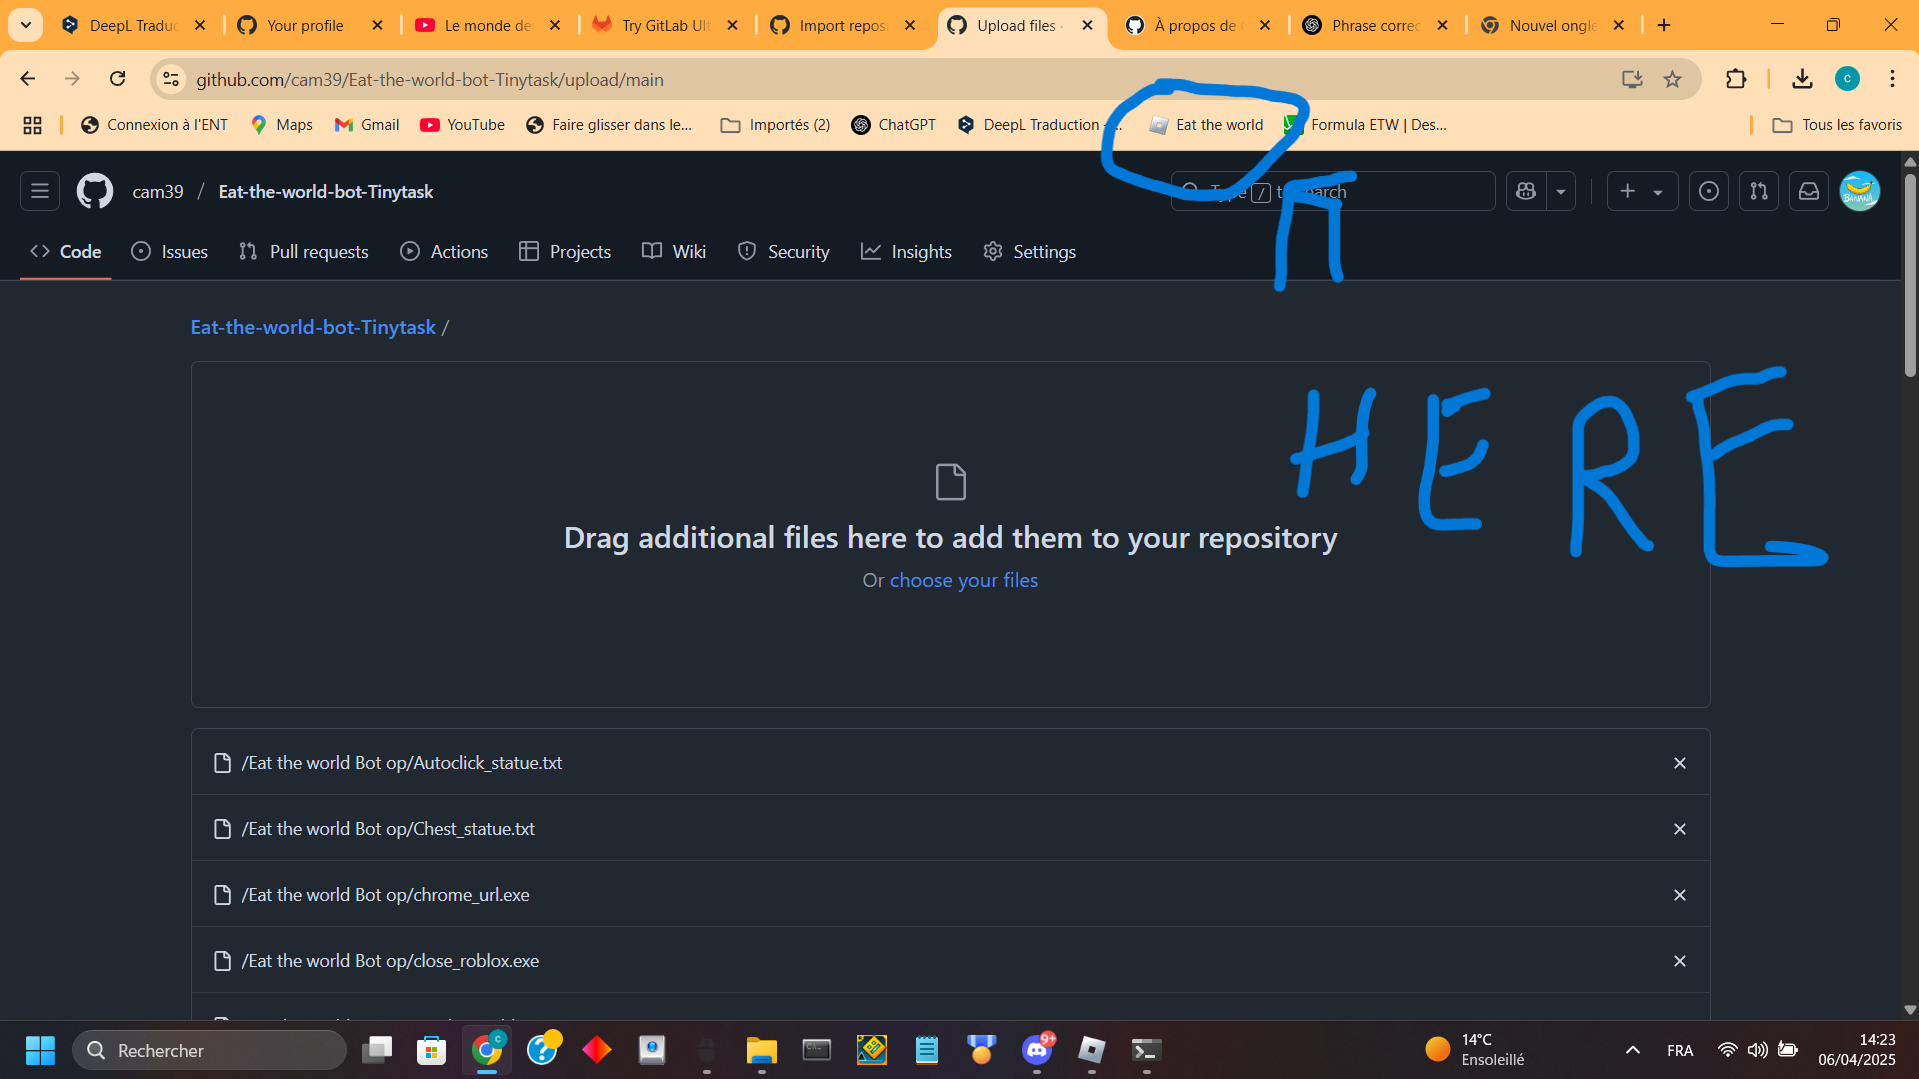 DeepL Traduc
Your profile
Le monde de
Try GitLab Ult
Import reposi
Upload files ·
À propos de
Phrase correc
Nouvel ongle
github.com/cam39/Eat-the-world-bot-Tinytask/upload/main
c
Connexion à l'ENT
Maps
Gmail
YouTube
Faire glisser dans le...
Importés (2)
ChatGPT
DeepL Traduction
Eat the world
Formula ETW | Des...
Tous les favoris
cam39 / Eat-the-world-bot-Tinytask
Type / to search
BANANA
Code
Issues
Pull requests
Actions
Projects
Wiki
Security
Insights
Settings
Eat-the-world-bot-Tinytask /
HERE
Drag additional files here to add them to your repository
Or choose your files
/Eat the world Bot op/Autoclick_statue.txt
/Eat the world Bot op/Chest_statue.txt
/Eat the world Bot op/chrome_url.exe
/Eat the world Bot op/close_roblox.exe
Rechercher
c
9+
14°C
Ensoleillé
FRA
14:23
06/04/2025